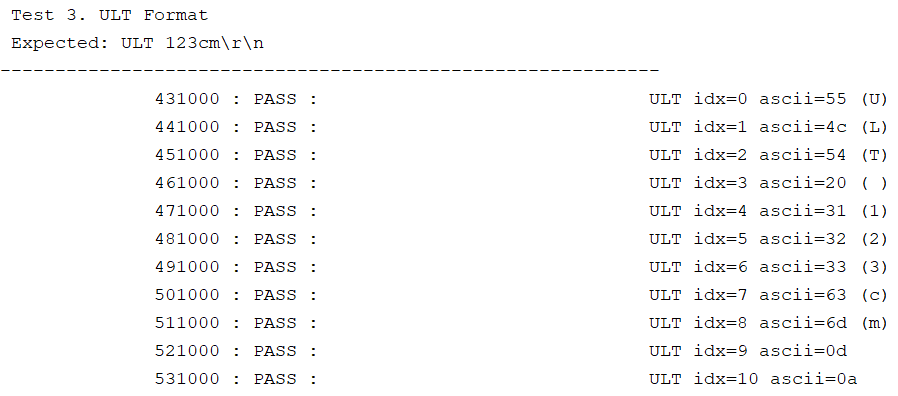 Test 3. ULT Format
Expected: ULT 123cm\r\n
------------------------------------------------------------
431000 : PASS : ULT idx=0 ascii=55 (U)
441000 : PASS : ULT idx=1 ascii=4c (L)
451000 : PASS : ULT idx=2 ascii=54 (T)
461000 : PASS : ULT idx=3 ascii=20 ( )
471000 : PASS : ULT idx=4 ascii=31 (1)
481000 : PASS : ULT idx=5 ascii=32 (2)
491000 : PASS : ULT idx=6 ascii=33 (3)
501000 : PASS : ULT idx=7 ascii=63 (c)
511000 : PASS : ULT idx=8 ascii=6d (m)
521000 : PASS : ULT idx=9 ascii=0d
531000 : PASS : ULT idx=10 ascii=0a